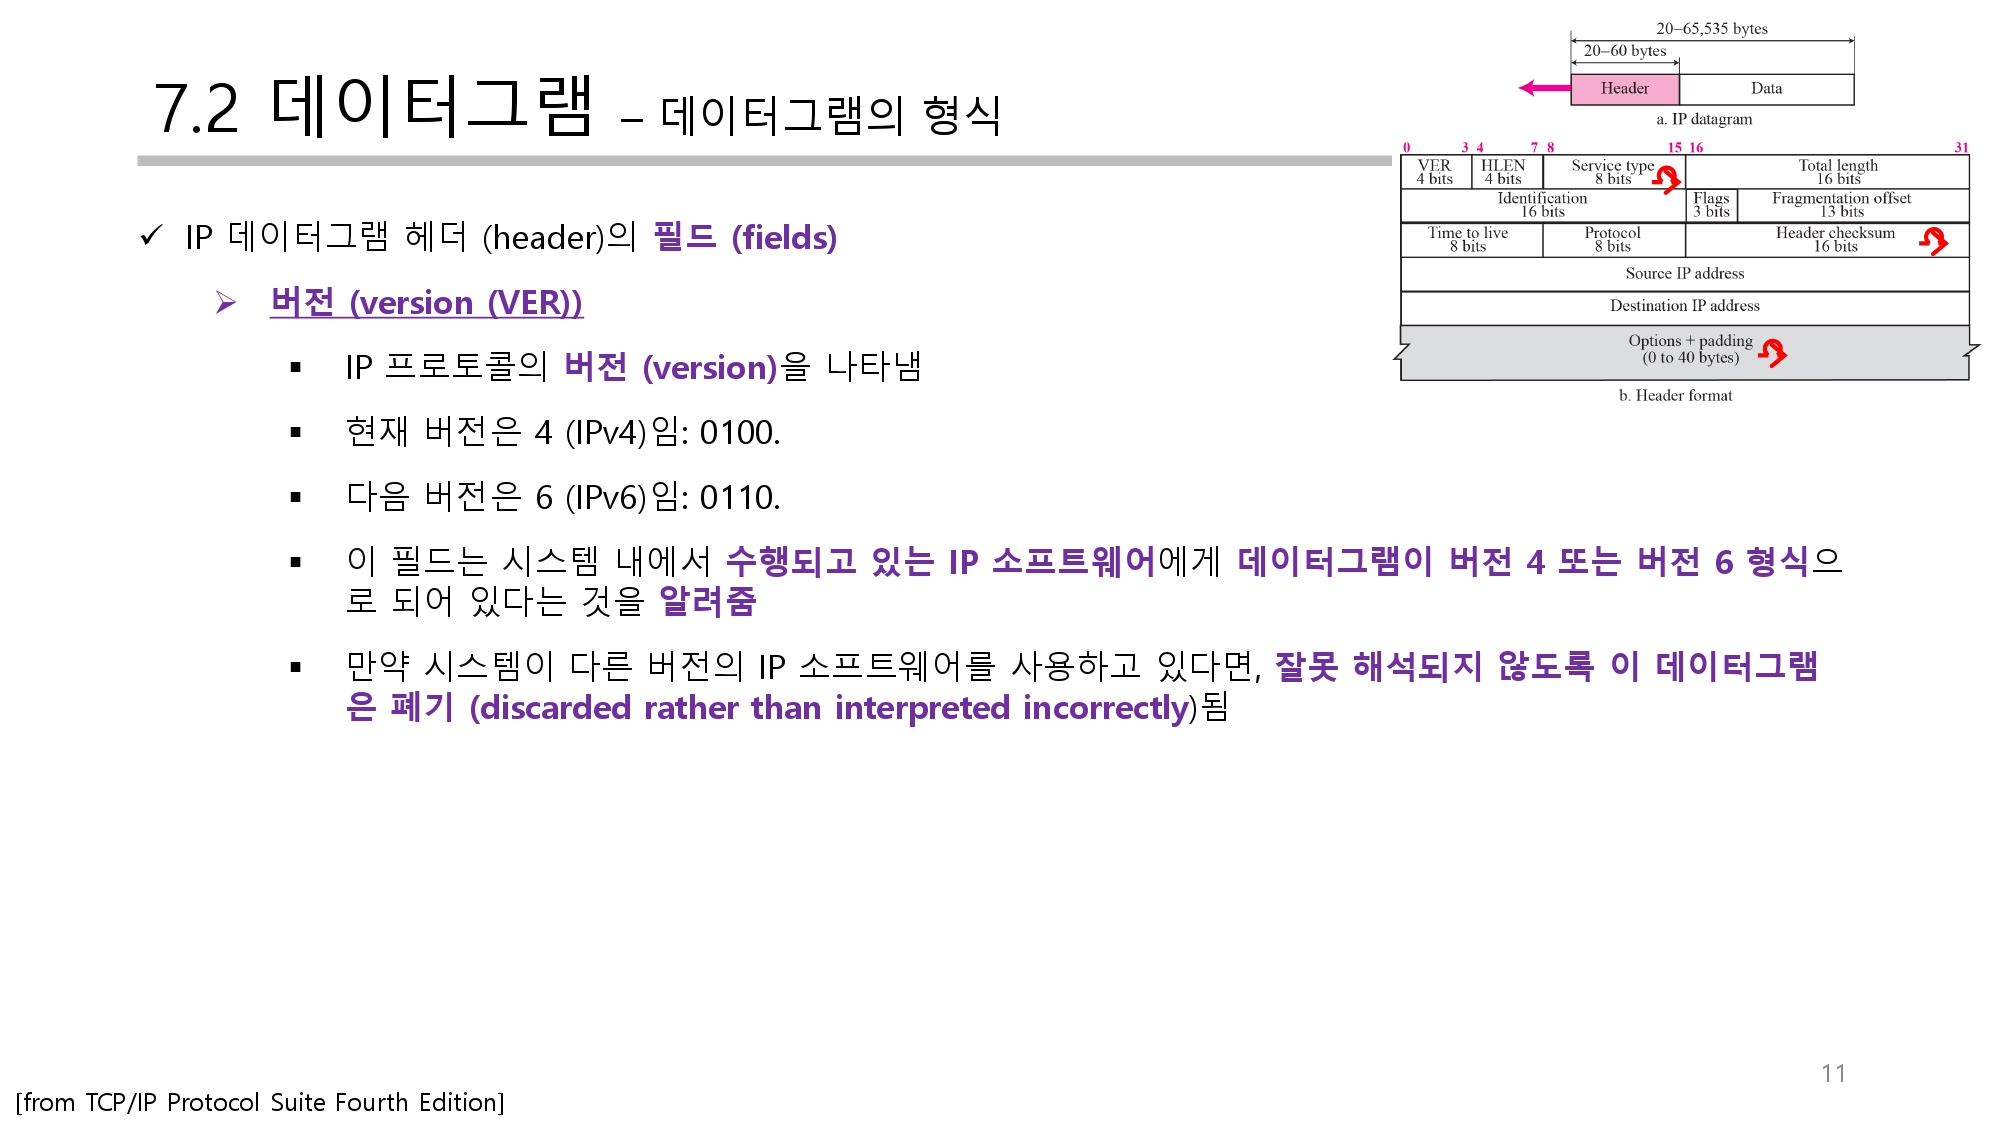 7.2 데이터그램 – 데이터그램의 형식
20–65,535 bytes
20–60 bytes
Header Data
a. IP datagram
0 3 4 7 8 15 16 31
VER HLEN Service type Total length
4 bits 4 bits 8 bits 16 bits
Identification Flags Fragmentation offset
16 bits 3 bits 13 bits
Time to live Protocol Header checksum
8 bits 8 bits 16 bits
Source IP address
Destination IP address
Options + padding
(0 to 40 bytes)
b. Header format
✓ IP 데이터그램 헤더 (header)의 필드 (fields)
➢ 버전 (version (VER))
▪ IP 프로토콜의 버전 (version)을 나타냄
▪ 현재 버전은 4 (IPv4)임: 0100.
▪ 다음 버전은 6 (IPv6)임: 0110.
▪ 이 필드는 시스템 내에서 수행되고 있는 IP 소프트웨어에게 데이터그램이 버전 4 또는 버전 6 형식으
로 되어 있다는 것을 알려줌
▪ 만약 시스템이 다른 버전의 IP 소프트웨어를 사용하고 있다면, 잘못 해석되지 않도록 이 데이터그램
은 폐기 (discarded rather than interpreted incorrectly)됨
11
[from TCP/IP Protocol Suite Fourth Edition]